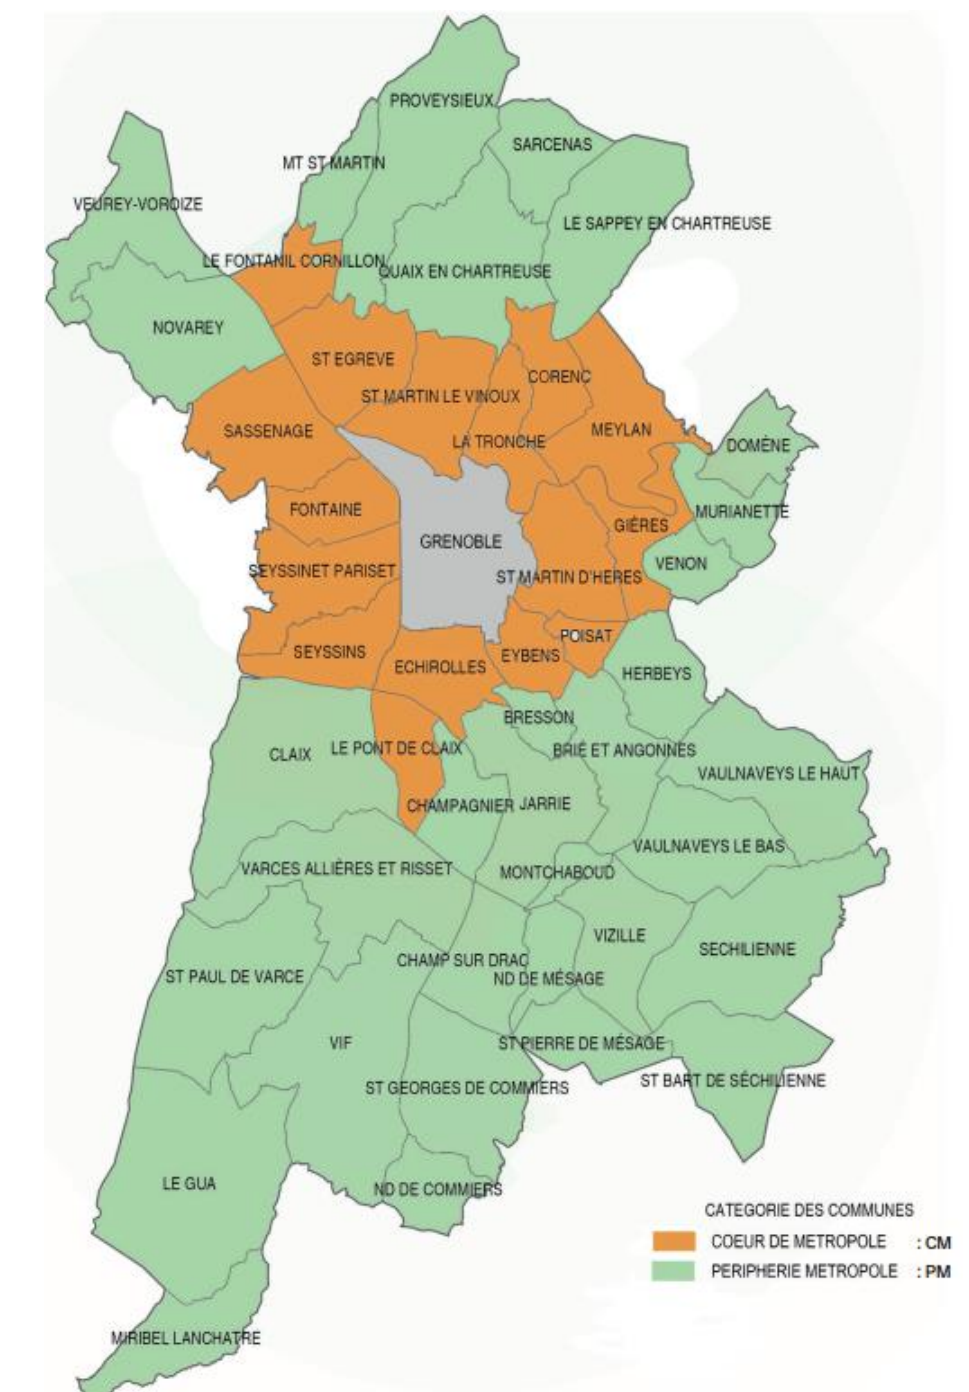 PROVEYSIEUX
SARCENAS
MT ST MARTIN
VEUREY-VOROIZE
LE SAPPEY EN CHARTREUSE
LE FONTANIL CORNILLON
QUAIX EN CHARTREUSE
NOVAREY
ST EGREVE
CORENC
ST MARTIN LE VINOUX
SASSENAGE
MEYLAN
LA TRONCHE
DOMÈNE
FONTAINE
MURIANETTE
GIÈRES
GRENOBLE
VENON
SEYSSINET PARISET
ST MARTIN D'HERES
POISAT
SEYSSINS
EYBENS
ECHIROLLES
HERBEYS
BRESSON
LE PONT DE CLAIX
BRIÉ ET ANGONNES
CLAIX
VAULNAVEYS LE HAUT
CHAMPAGNIER
JARRIE
VAULNAVEYS LE BAS
VARCES ALLIÈRES ET RISSET
MONTCHABOUD
VIZILLE
SECHILIENNE
CHAMP SUR DRAC
ST PAUL DE VARCE
ND DE MÉSAGE
VIF
ST PIERRE DE MÉSAGE
ST BART DE SÉCHILIENNE
ST GEORGES DE COMMIERS
LE GUA
ND DE COMMIERS
CATEGORIE DES COMMUNES
COEUR DE METROPOLE : CM
PERIPHERIE METROPOLE : PM
MIRIBEL LANCHATRE